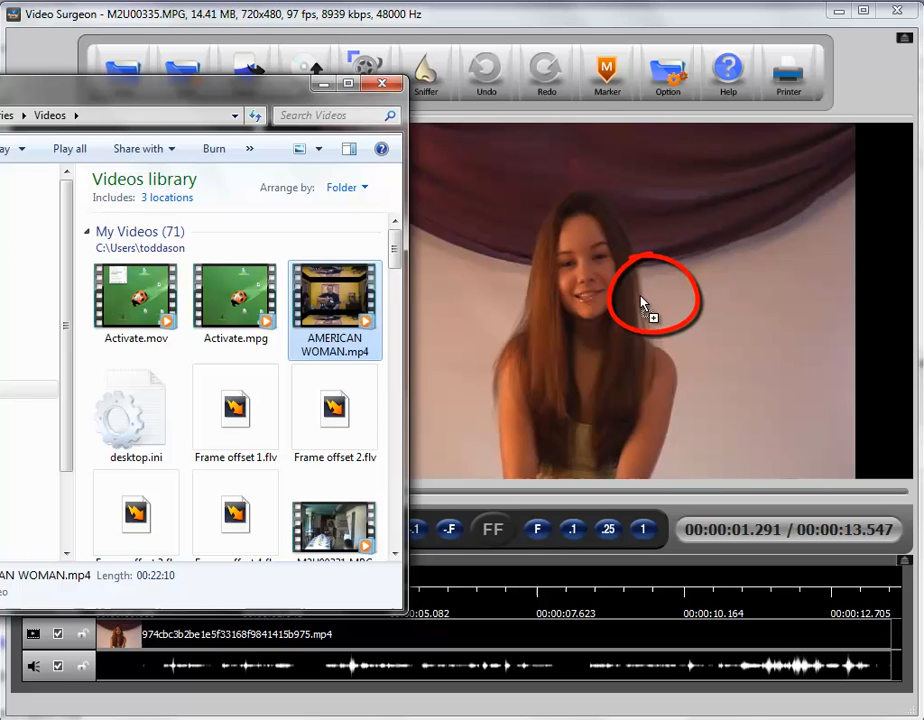 Video Surgeon - M2U00335.MPG, 14.41 MB, 720x480, 97 fps, 8939 kbps, 48000 Hz
Sniffer
Undo
Redo
M
Marker
Option
?
Help
Printer
ries ▸ Videos ▸
Search Videos
ay
Play all
Share with
Burn
»
Videos library
Includes: 3 locations
Arrange by: Folder
My Videos (71)
C:\Users\toddason
Activate.mov
Activate.mpg
AMERICAN
WOMAN.mp4
desktop.ini
Frame offset 1.flv
Frame offset 2.flv
AN WOMAN.mp4 Length: 00:22:10
eo
.1
-.F
FF
F
.1
.25
1
00:00:01.291 / 00:00:13.547
00:05.082
00:00:07.623
00:00:10.164
00:00:12.705
974cbc3b2be1e5f33168f9841415b975.mp4